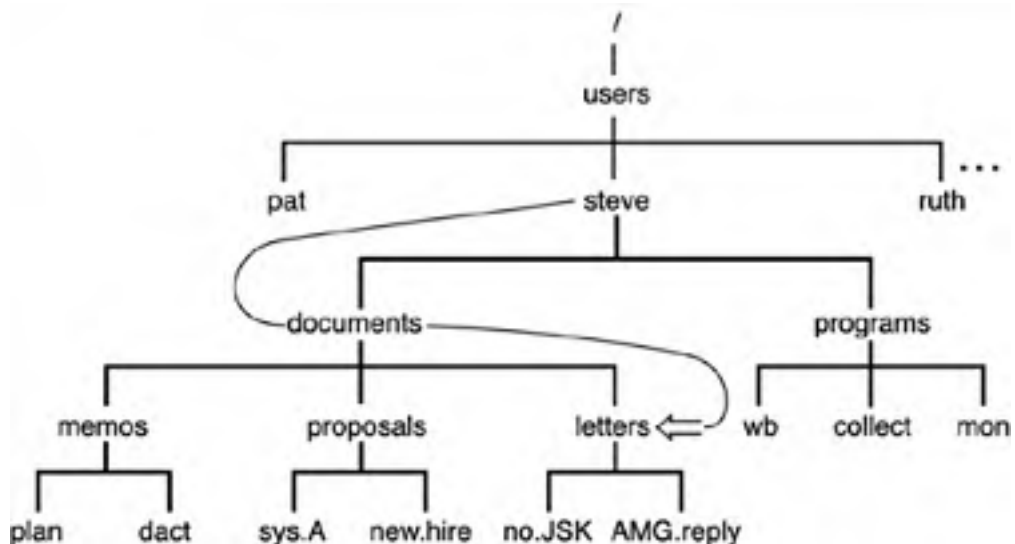 /
users
pat steve ruth ...
documents programs
memos proposals letters wb collect mon
plan dact sys.A new.hire no.JSK AMG.reply